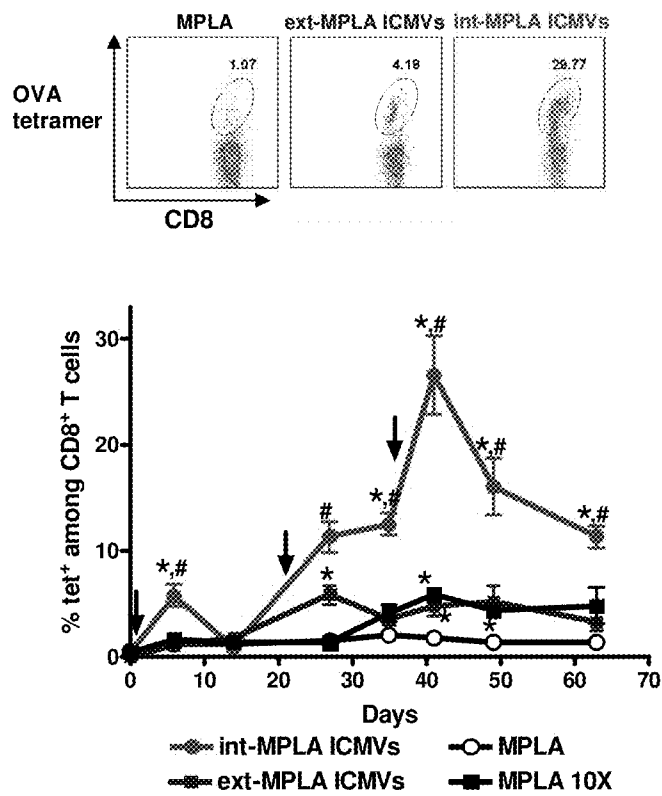 MPLA ext-MPLA ICMVs int-MPLA ICMVs
1.07 4.18 29.77
OVA
tetramer
CD8
% tet⁺ among CD8⁺ T cells
30
20
10
0
*,#
*,#
*,#
#
*,#
*,#
*
*
*
*
0 10 20 30 40 50 60 70
Days
int-MPLA ICMVs MPLA
ext-MPLA ICMVs MPLA 10X